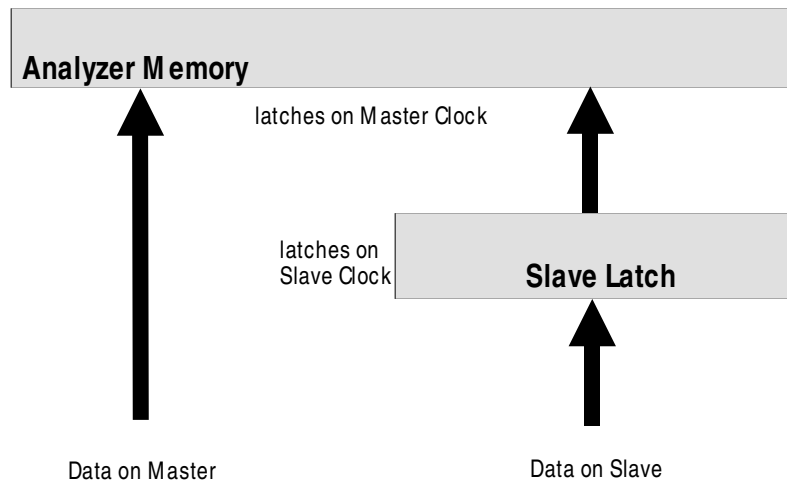 Analyzer Memory
latches on Master Clock
latches on
Slave Clock
Slave Latch
Data on Master
Data on Slave